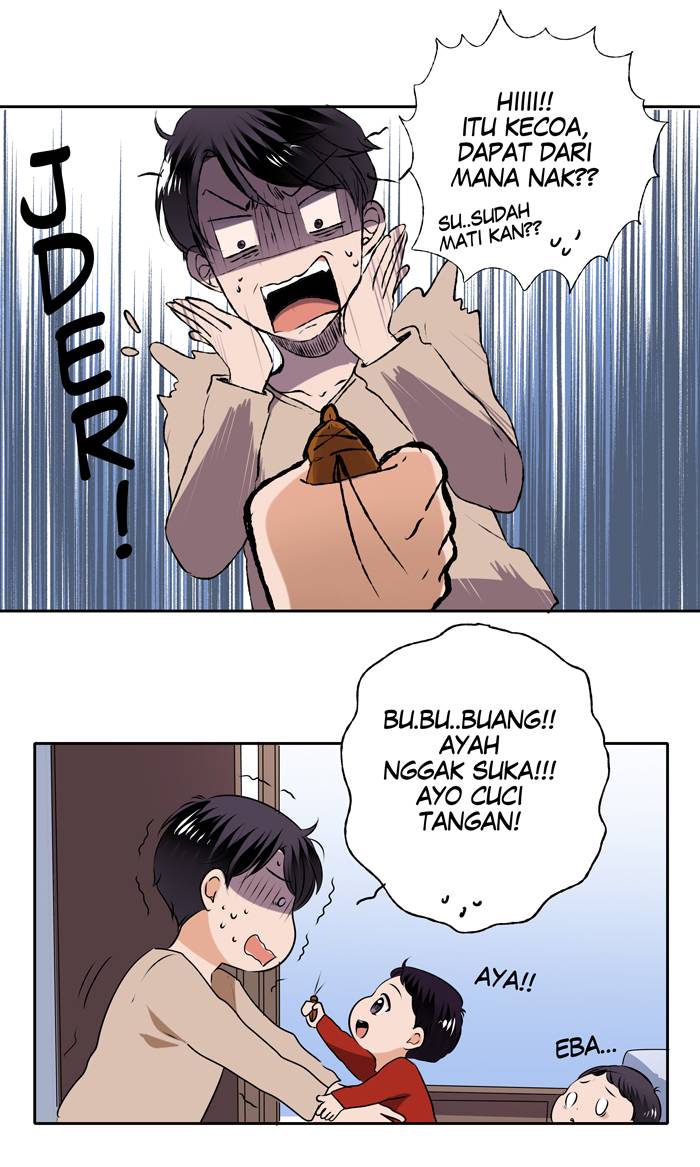 HIIII!!
ITU KECOA,
DAPAT DARI
MANA NAK??
SU..SUDAH
MATI KAN??
JDER!
BU.BU..BUANG!!
AYAH
NGGAK SUKA!!!
AYO CUCI
TANGAN!
AYA!!
EBA...